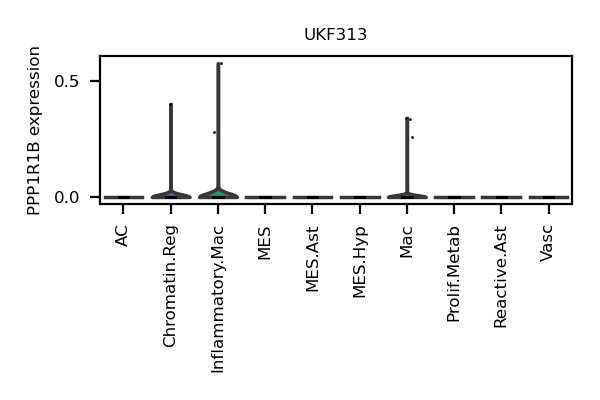 UKF313
PPP1R1B expression
0.5
0.0
AC
Chromatin.Reg
Inflammatory.Mac
MES
MES.Ast
MES.Hyp
Mac
Prolif.Metab
Reactive.Ast
Vasc